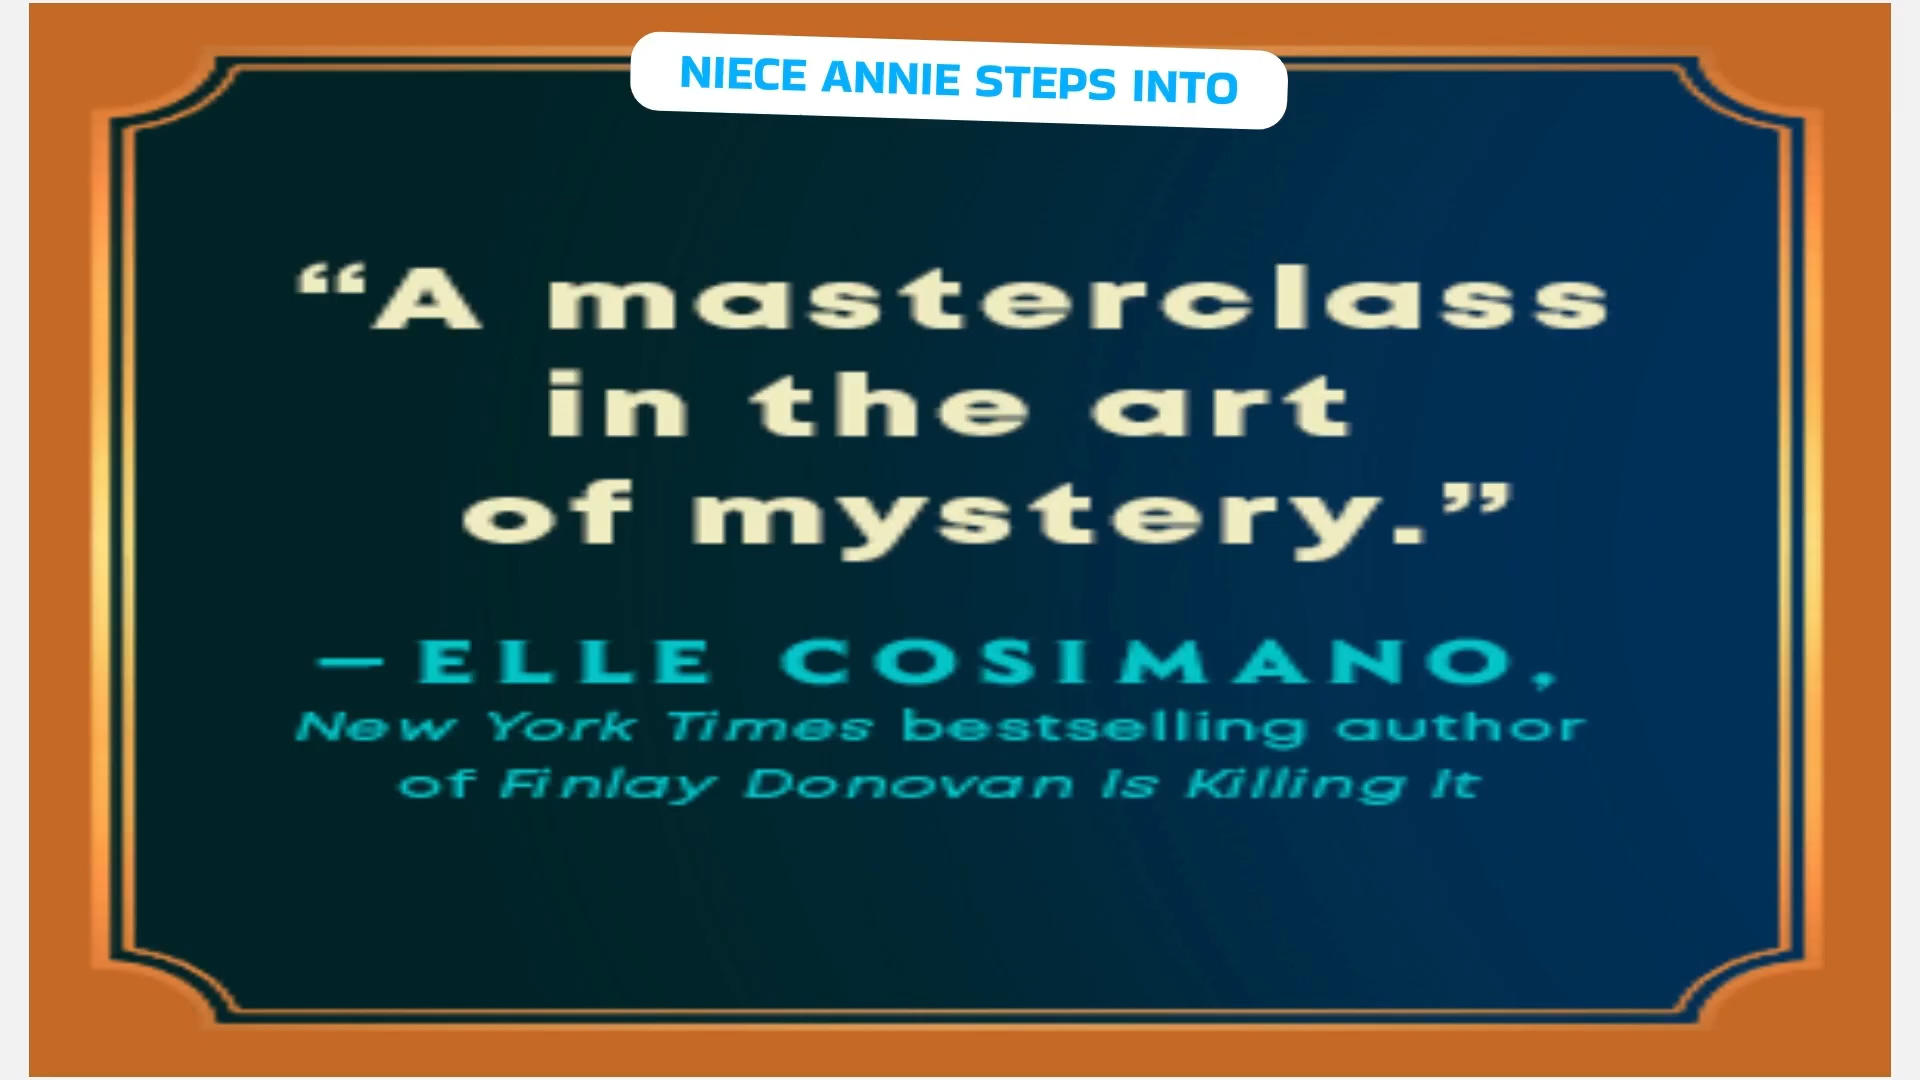 NIECE ANNIE STEPS INTO
“A masterclass
in the art
of mystery.”
—ELLE COSIMANO,
New York Times bestselling author
of Finlay Donovan Is Killing It